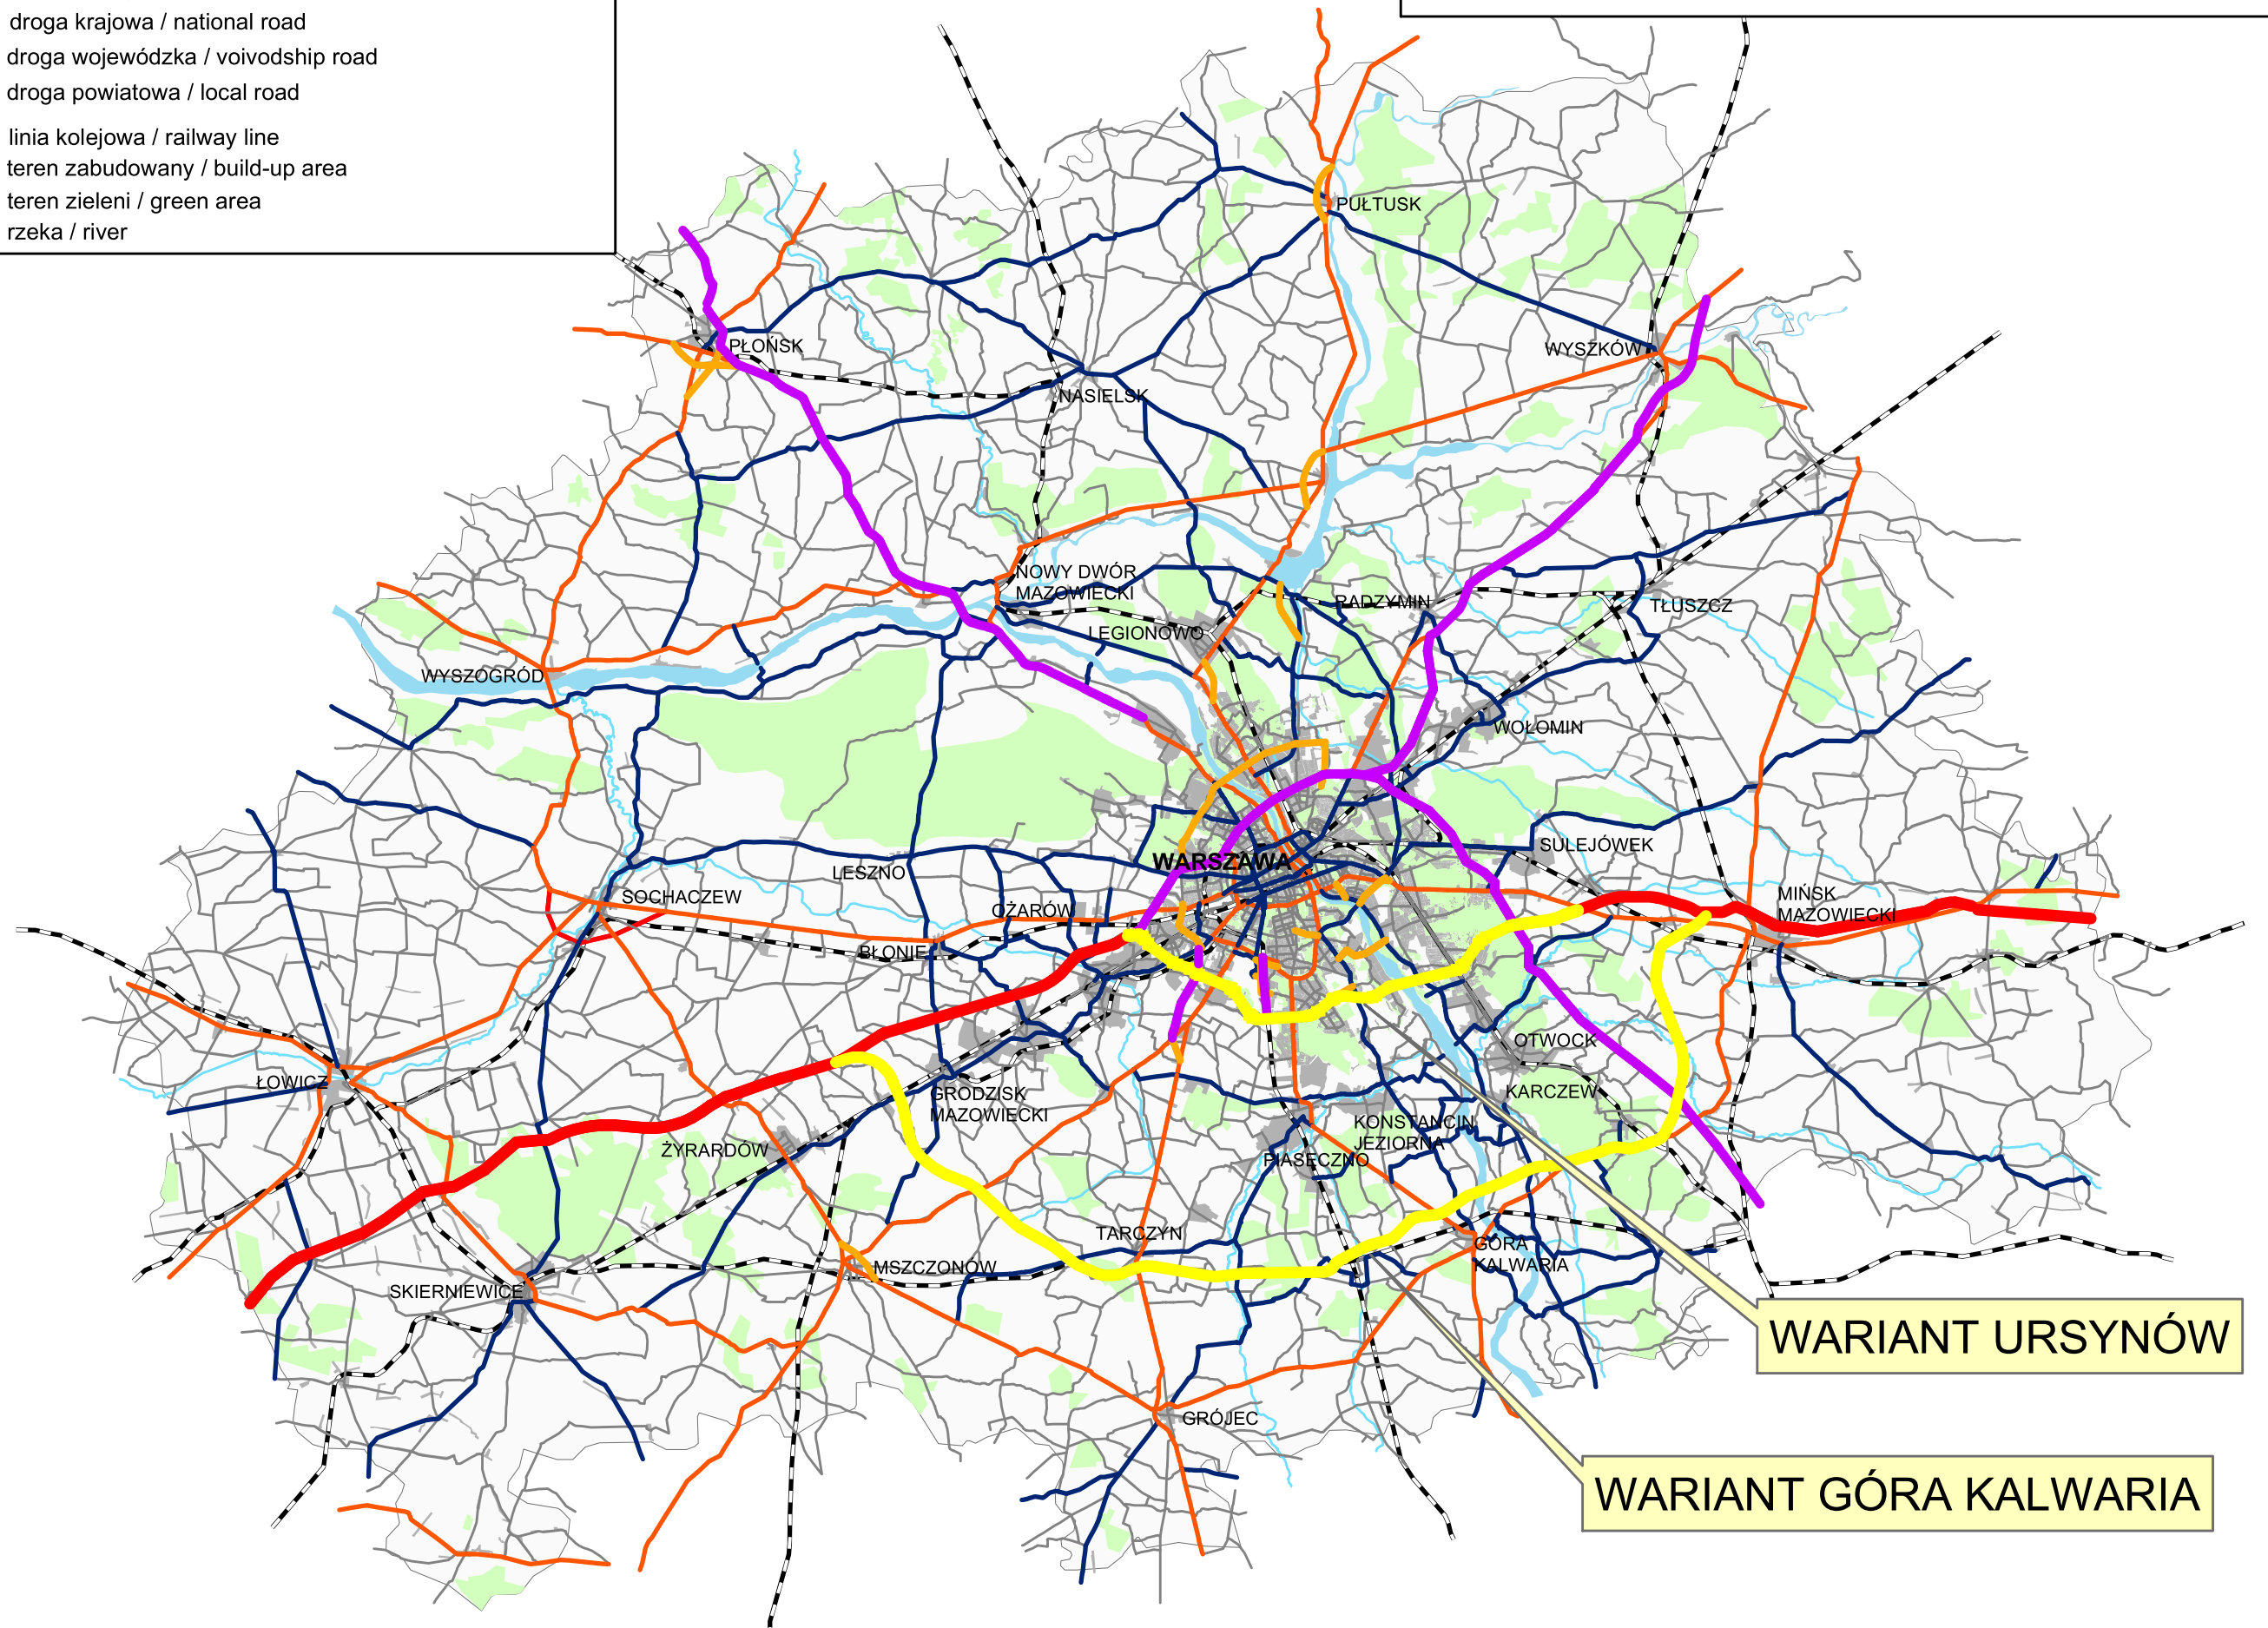 droga krajowa / national road
droga wojewódzka / voivodship road
droga powiatowa / local road
linia kolejowa / railway line
teren zabudowany / build-up area
teren zieleni / green area
rzeka / river
PUŁTUSK
PŁOŃSK
WYSZKÓW
NASIELSK
NOWY DWÓR
MAZOWIECKI
RADZYMIN
TŁUSZCZ
LEGIONOWO
WYSZOGRÓD
WOŁOMIN
SULEJÓWEK
WARSZAWA
LESZNO
SOCHACZEW
OŻARÓW
MIŃSK
MAZOWIECKI
BŁONIE
OTWOCK
ŁOWICZ
GRODZISK
MAZOWIECKI
KARCZEW
KONSTANCIN
JEZIORNA
ŻYRARDÓW
PIASECZNO
TARCZYN
GÓRA
KALWARIA
MSZCZONÓW
SKIERNIEWICE
WARIANT URSYNÓW
GRÓJEC
WARIANT GÓRA KALWARIA